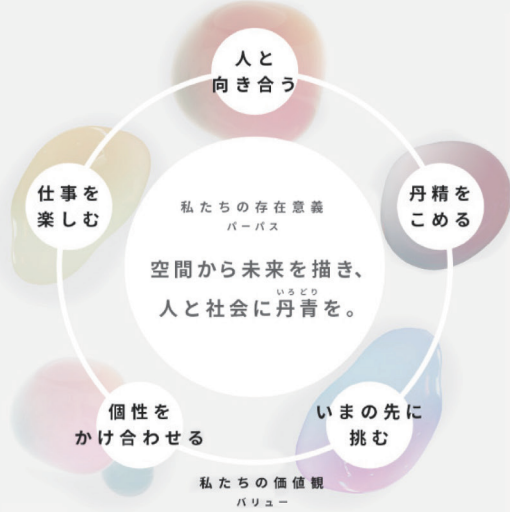 人と
向き合う
仕事を
楽しむ
丹精を
こめる
私たちの存在意義
パーパス
空間から未来を描き、
いろどり
人と社会に丹青を。
個性を
かけ合わせる
いまの先に
挑む
私たちの価値観
バリュー